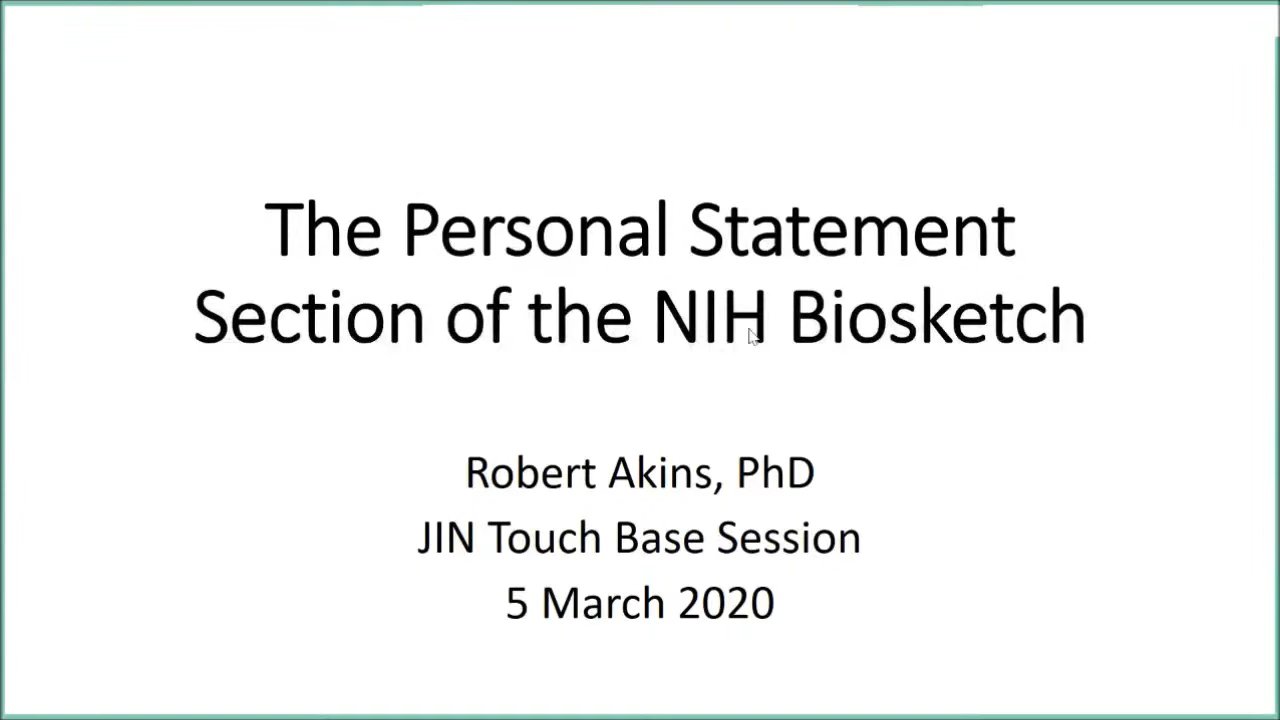 The Personal Statement
Section of the NIH Biosketch
Robert Akins, PhD
JIN Touch Base Session
5 March 2020